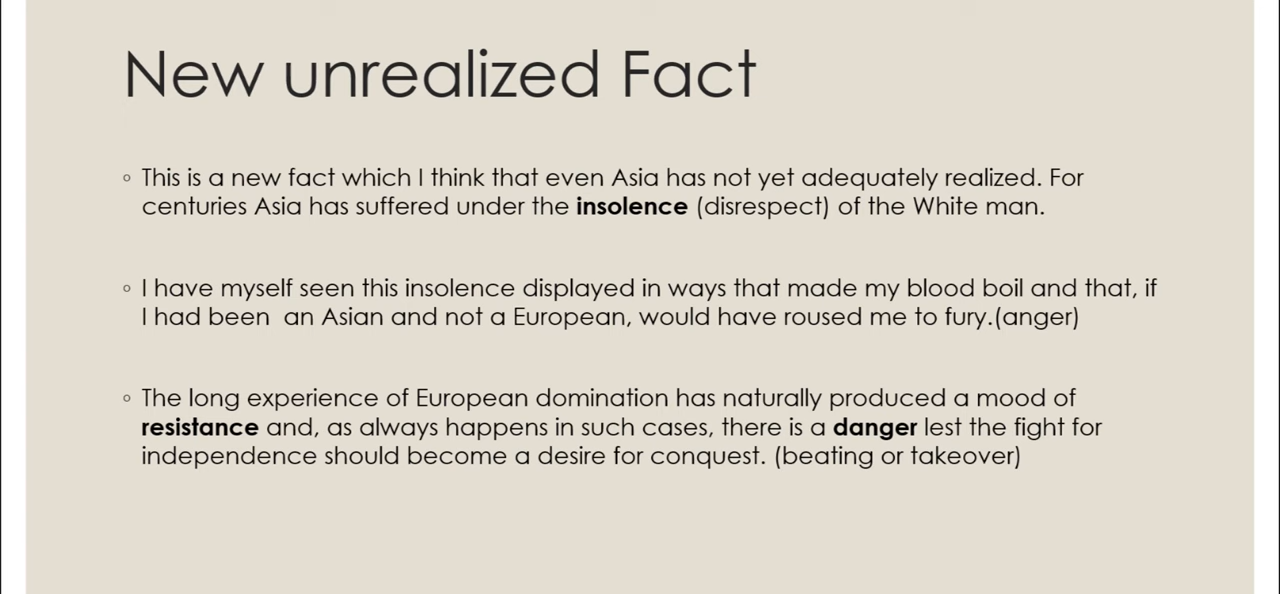 New unrealized Fact
◦ This is a new fact which I think that even Asia has not yet adequately realized. For
centuries Asia has suffered under the insolence (disrespect) of the White man.
◦ I have myself seen this insolence displayed in ways that made my blood boil and that, if
I had been  an Asian and not a European, would have roused me to fury.(anger)
◦ The long experience of European domination has naturally produced a mood of
resistance and, as always happens in such cases, there is a danger lest the fight for
independence should become a desire for conquest. (beating or takeover)